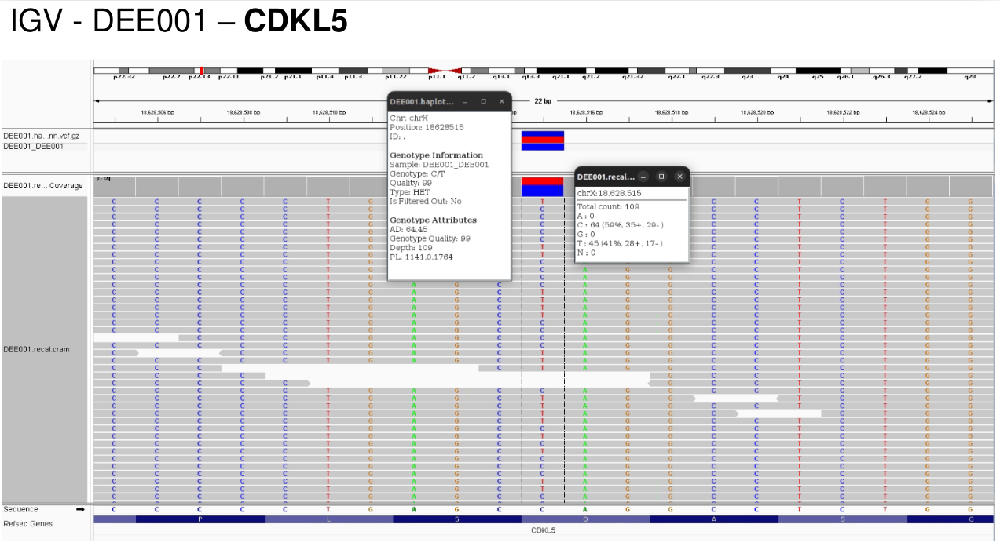 IGV - DEE001 – CDKL5
p22.32 p22.2 p22.13 p22.11 p21.2 p21.1 p11.4 p11.3 p11.22 p11.1 q11.2 q13.1 q13.3 q21.1 q21.2 q21.32 q22.1 q22.3 q23 q24 q25 q26.1 q26.3 q27.2 q28
22 bp
18,628,506 bp 18,628,508 bp 18,628,510 bp bp 18,628,516 bp 18,628,518 bp 18,628,520 bp 18,628,522 bp 18,628,524 bp
DEE001.ha...nn.vcf.gz
DEE001_DEE001
DEE001.re... Coverage
DEE001.haplot...
Chr: chrX
Position: 18628515
ID: .
Genotype Information
Sample: DEE001_DEE001
Genotype: C/T
Quality: 99
Type: HET
Is Filtered Out: No
Genotype Attributes
AD: 64,45
Genotype Quality: 99
Depth: 109
PL: 1141,0,1764
DEE001.recal...
chrX:18.628.515
Total count: 109
A : 0
C : 64 (59%, 35+, 29- )
G : 0
T : 45 (41%, 28+, 17- )
N : 0
DEE001.recal.cram
Sequence C C C C C T G A G C C A G G C C T C T G G
Refseq Genes P L S Q A S G
CDKL5